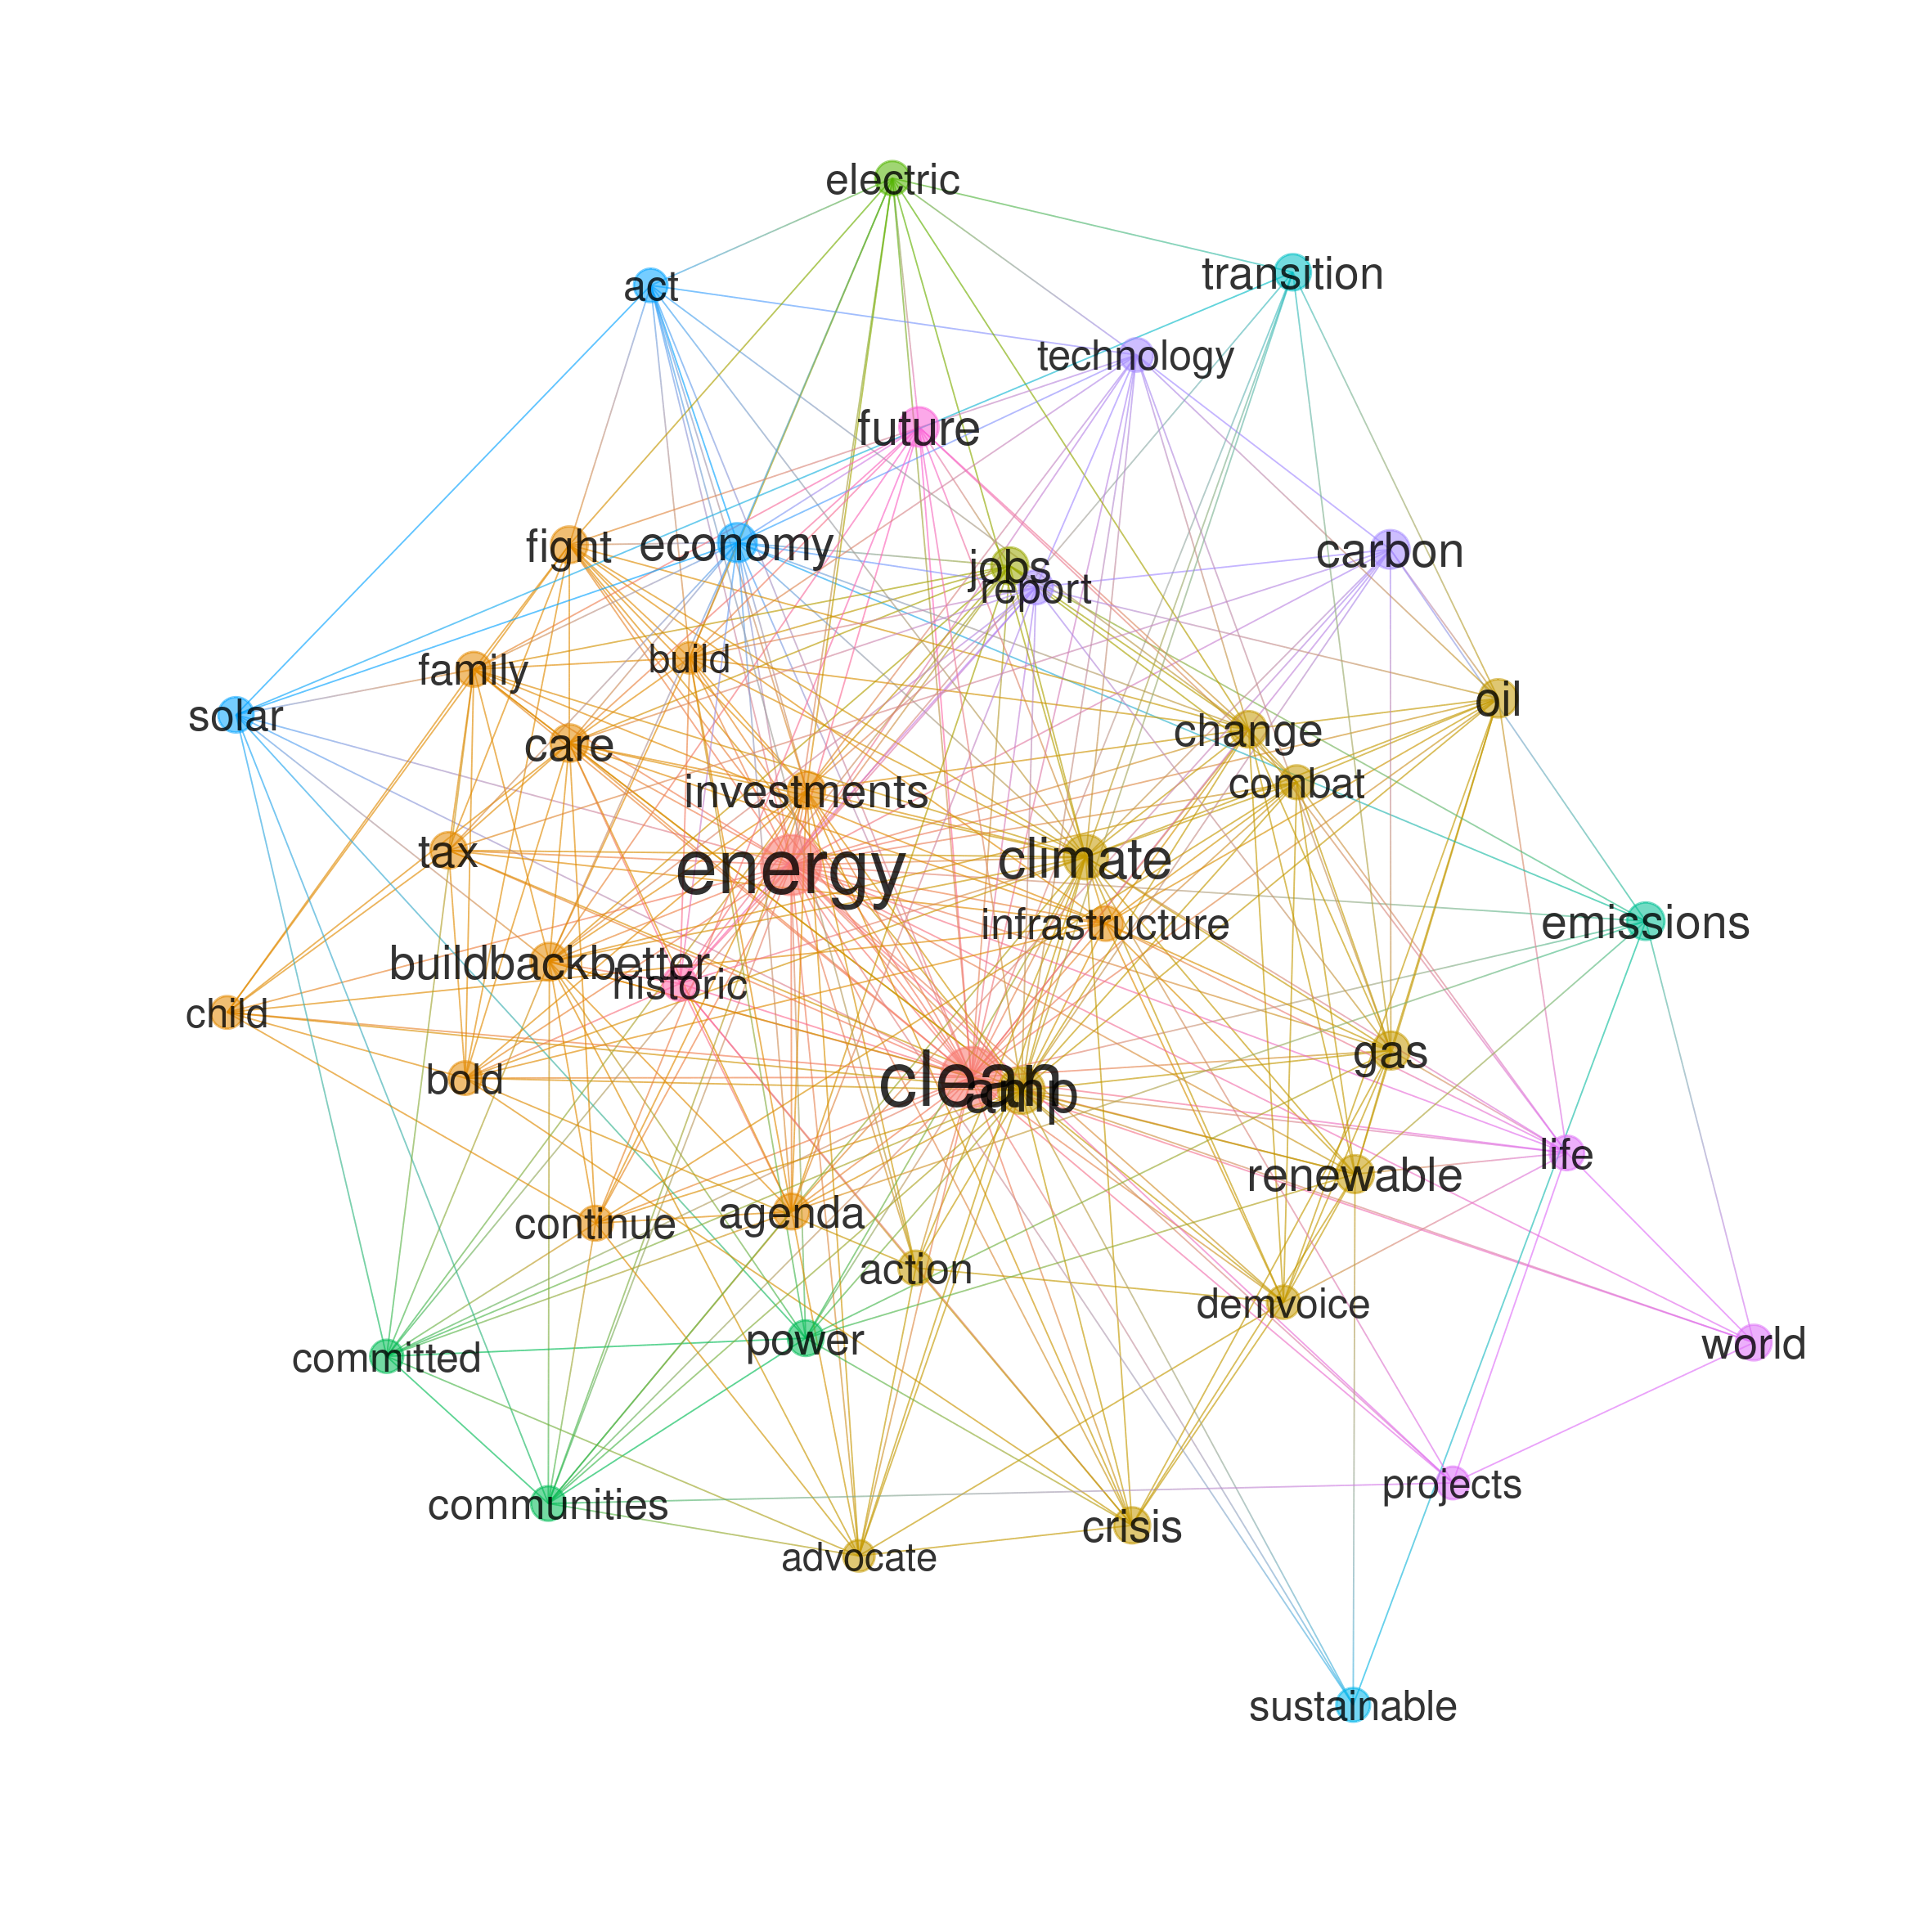 electric
transition
act
technology
future
fight
economy
jobs
carbon
report
build
family
oil
solar
change
care
combat
investments
tax
climate
energy
emissions
infrastructure
buildbackbetter
historic
child
gas
bold
clean
amp
life
renewable
agenda
continue
action
demvoice
power
world
committed
projects
communities
crisis
advocate
sustainable